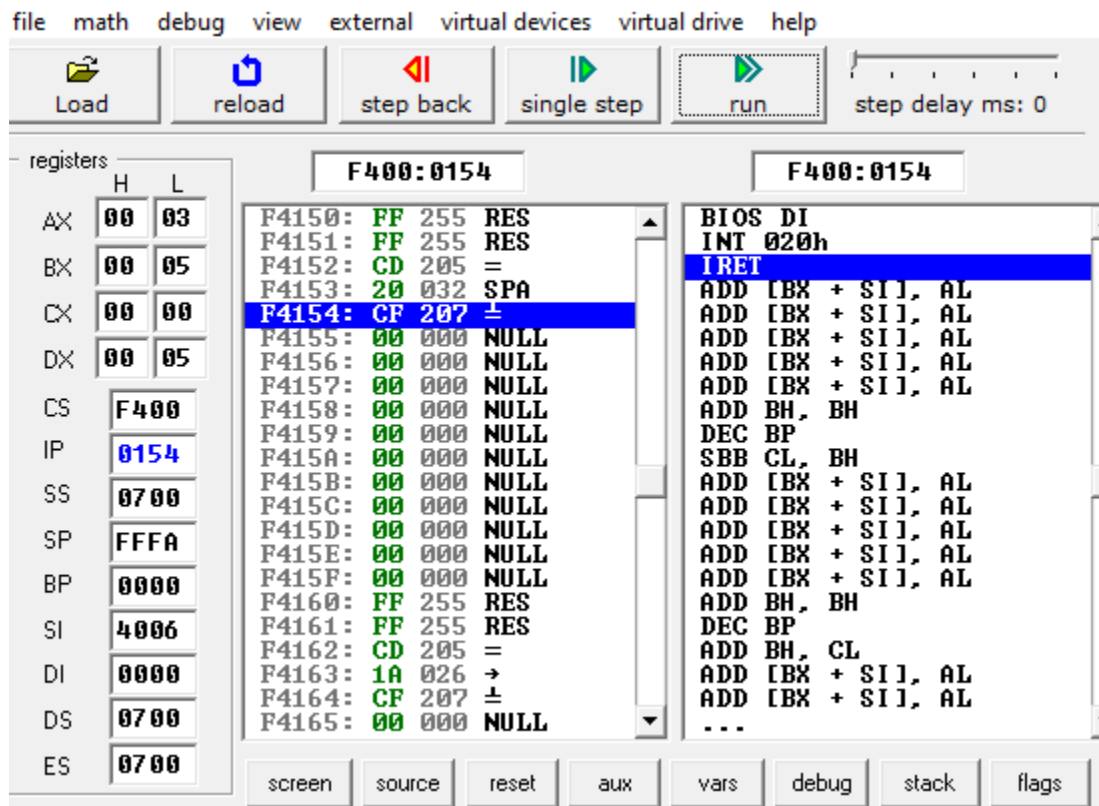 file math debug view external virtual devices virtual drive help
Load reload step back single step run step delay ms: 0
registers
H L
AX 00 03
BX 00 05
CX 00 00
DX 00 05
CS F400
IP 0154
SS 0700
SP FFFA
BP 0000
SI 4006
DI 0000
DS 0700
ES 0700
F400:0154
F4150: FF 255 RES
F4151: FF 255 RES
F4152: CD 205 =
F4153: 20 032 SPA
F4154: CF 207 ╧
F4155: 00 000 NULL
F4156: 00 000 NULL
F4157: 00 000 NULL
F4158: 00 000 NULL
F4159: 00 000 NULL
F415A: 00 000 NULL
F415B: 00 000 NULL
F415C: 00 000 NULL
F415D: 00 000 NULL
F415E: 00 000 NULL
F415F: 00 000 NULL
F4160: FF 255 RES
F4161: FF 255 RES
F4162: CD 205 =
F4163: 1A 026 →
F4164: CF 207 ╧
F4165: 00 000 NULL
F400:0154
BIOS DI
INT 020h
IRET
ADD [BX + SI], AL
ADD [BX + SI], AL
ADD [BX + SI], AL
ADD [BX + SI], AL
ADD [BX + SI], AL
ADD BH, BH
DEC BP
SBB CL, BH
ADD [BX + SI], AL
ADD [BX + SI], AL
ADD [BX + SI], AL
ADD [BX + SI], AL
ADD [BX + SI], AL
ADD BH, BH
DEC BP
ADD BH, CL
ADD [BX + SI], AL
ADD [BX + SI], AL
...
screen source reset aux vars debug stack flags